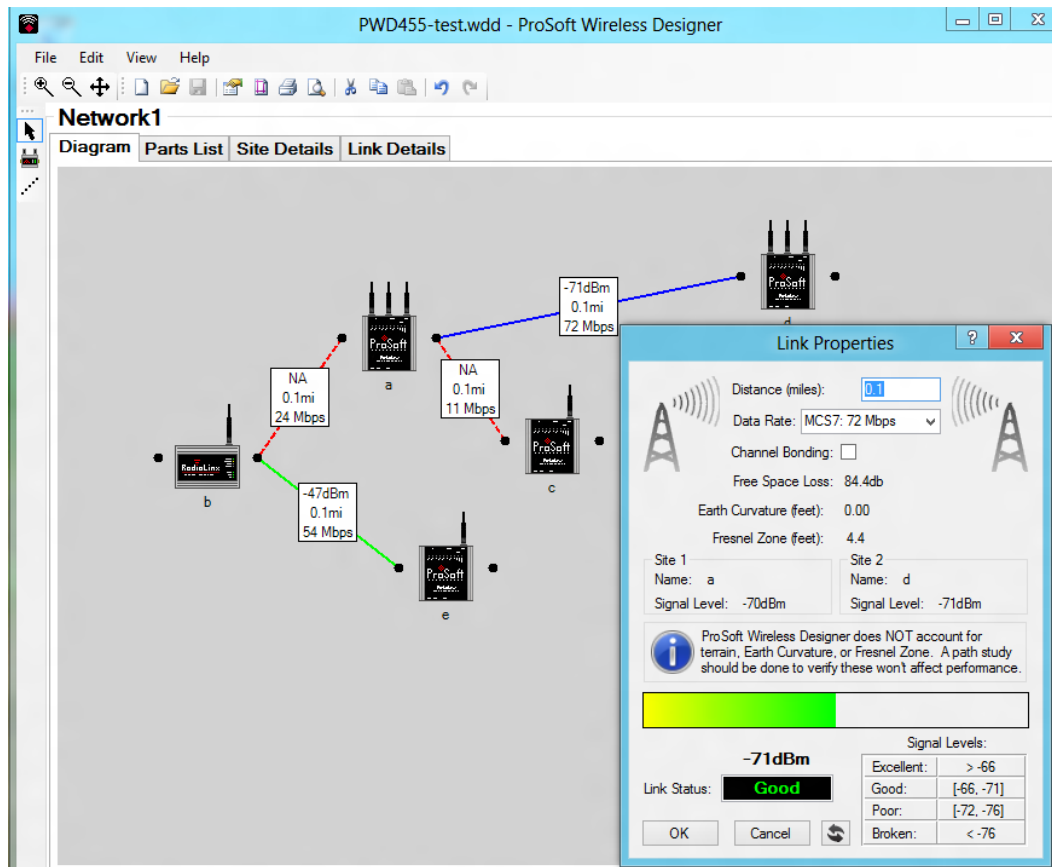 PWD455-test.wdd - ProSoft Wireless Designer
File Edit View Help
Network1
Diagram Parts List Site Details Link Details
-71dBm
0.1mi
72 Mbps
ProSoft
ProSoft
a
NA
0.1mi
24 Mbps
NA
0.1mi
11 Mbps
ProSoft
c
RadioLinx
b
-47dBm
0.1mi
54 Mbps
ProSoft
e
Link Properties
Distance (miles): 0.1
Data Rate: MCS7: 72 Mbps
Channel Bonding:
Free Space Loss: 84.4db
Earth Curvature (feet): 0.00
Fresnel Zone (feet): 4.4
Site 1
Name: a
Signal Level: -70dBm
Site 2
Name: d
Signal Level: -71dBm
ProSoft Wireless Designer does NOT account for
terrain, Earth Curvature, or Fresnel Zone. A path study
should be done to verify these won't affect performance.
-71dBm
Link Status: Good
Signal Levels:
Excellent: > -66
Good: [-66, -71]
Poor: [-72, -76]
Broken: < -76
OK Cancel